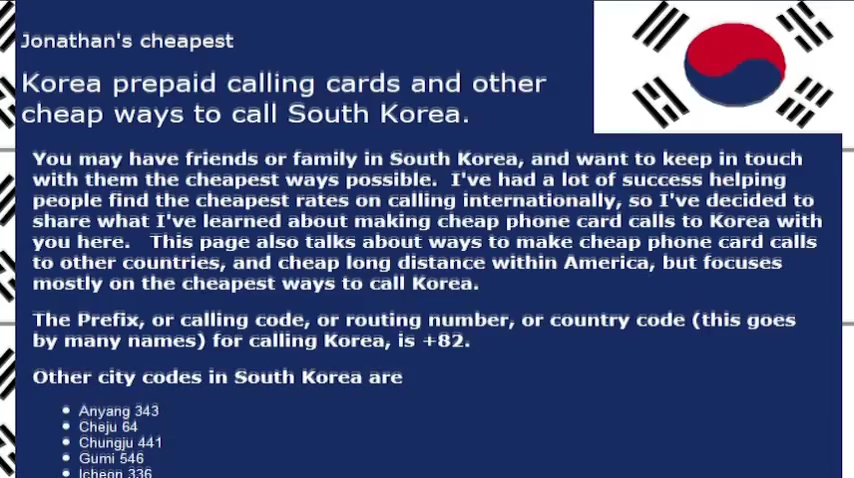 Jonathan's cheapest
Korea prepaid calling cards and other
cheap ways to call South Korea.
You may have friends or family in South Korea, and want to keep in touch
with them the cheapest ways possible.  I've had a lot of success helping
people find the cheapest rates on calling internationally, so I've decided to
share what I've learned about making cheap phone card calls to Korea with
you here.   This page also talks about ways to make cheap phone card calls
to other countries, and cheap long distance within America, but focuses
mostly on the cheapest ways to call Korea.
The Prefix, or calling code, or routing number, or country code (this goes
by many names) for calling Korea, is +82.
Other city codes in South Korea are
• Anyang 343
• Cheju 64
• Chungju 441
• Gumi 546
• Icheon 336